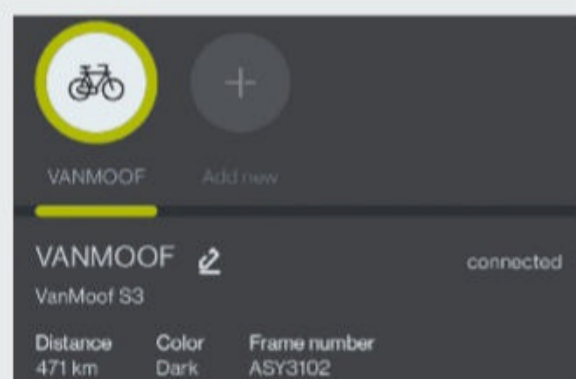 VANMOOF Add new
VANMOOF connected
VanMoof S3
Distance Color Frame number
471 km Dark ASY3102